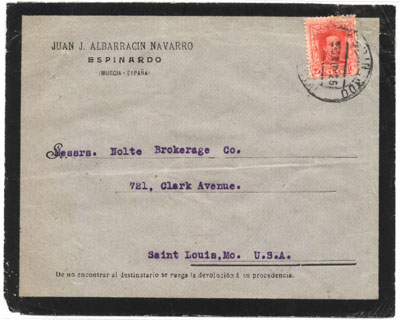 JUAN J. ALBARRACIN NAVARRO
ESPINARDO
(MURCIA - ESPAÑA)
Messrs. Nolte Brokerage Co.
721, Clark Avenue.
Saint Louis,Mo. U.S.A.
De no encontrar al destinatario se ruega la devolución á su procedencia.